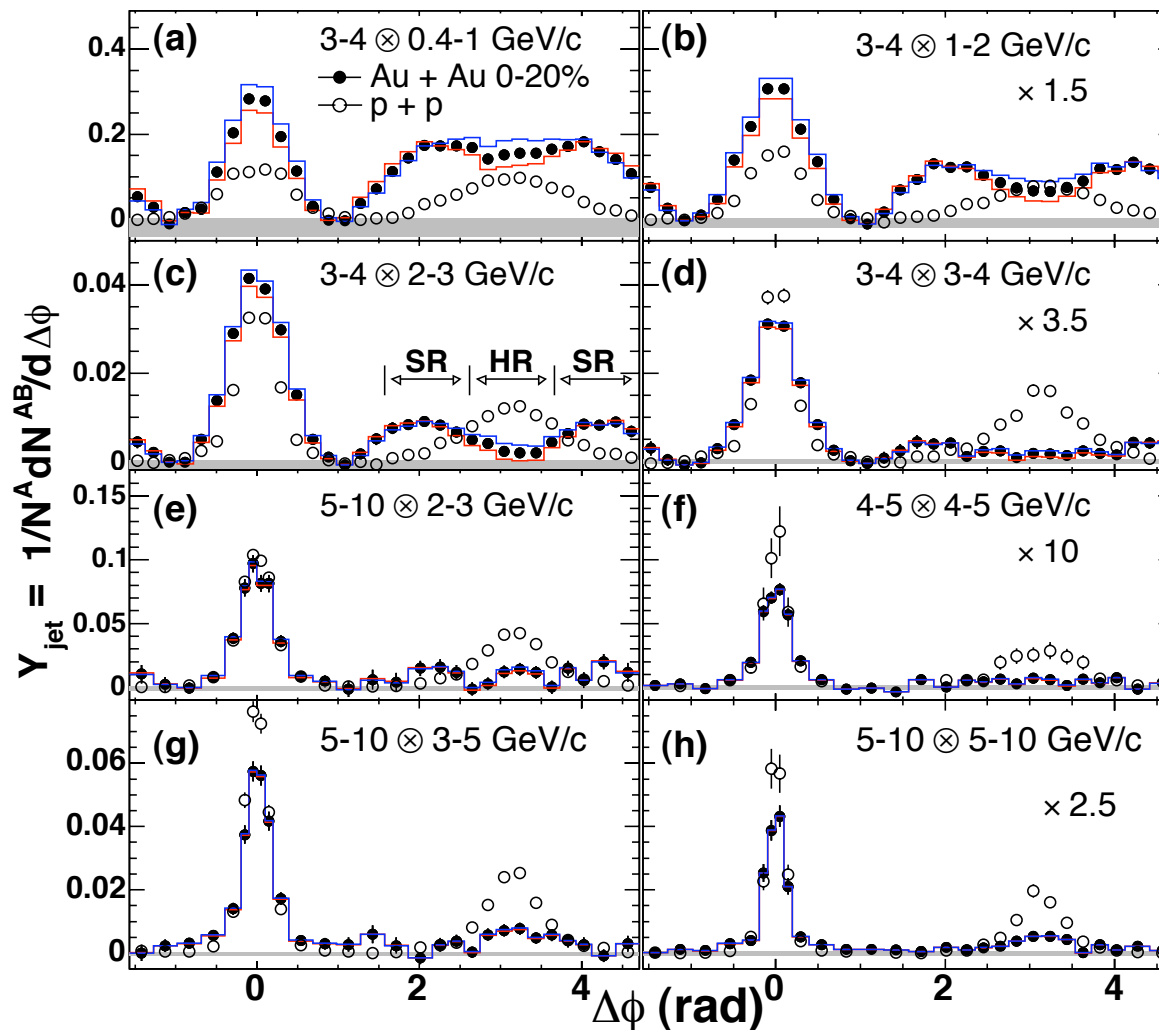 (a) 3-4 ⊗ 0.4-1 GeV/c
Au + Au 0-20%
p + p
(b) 3-4 ⊗ 1-2 GeV/c
× 1.5
0.4
0.2
0
(c) 3-4 ⊗ 2-3 GeV/c
SR HR SR
(d) 3-4 ⊗ 3-4 GeV/c
× 3.5
0.04
0.02
0
(e) 5-10 ⊗ 2-3 GeV/c
(f) 4-5 ⊗ 4-5 GeV/c
× 10
0.15
0.1
0.05
0
(g) 5-10 ⊗ 3-5 GeV/c
(h) 5-10 ⊗ 5-10 GeV/c
× 2.5
0.06
0.04
0.02
0
0 2 4 0 2 4
Δϕ (rad)
Y_jet = 1/N^A dN^AB/dΔϕ